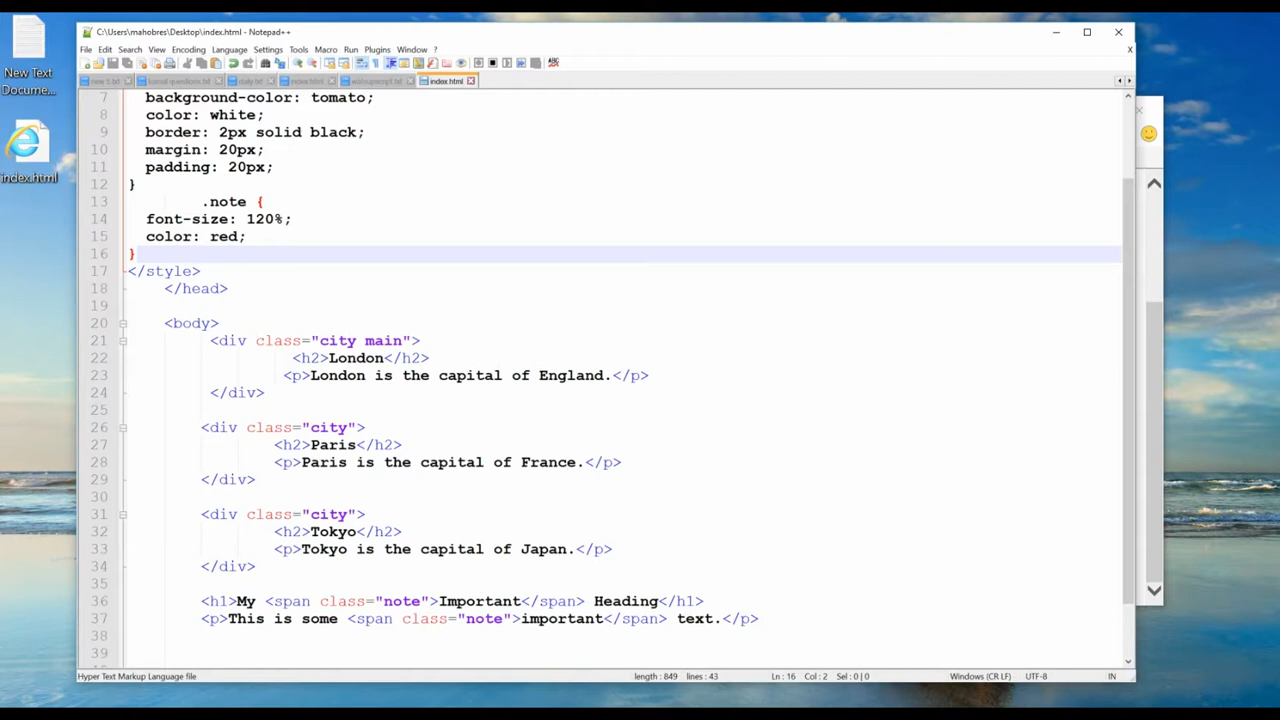 New Text
Docume...
index.html
C:\Users\mahobres\Desktop\index.html - Notepad++
File Edit Search View Encoding Language Settings Tools Macro Run Plugins Window ?
X
ABC
new 1.txt daily.txt index.html index.html
7 background-color: tomato;
8 color: white;
9 border: 2px solid black;
10 margin: 20px;
11 padding: 20px;
12 }
13 .note {
14 font-size: 120%;
15 color: red;
16 }
17 </style>
18 </head>
19
20 <body>
21 <div class="city main">
22 <h2>London</h2>
23 <p>London is the capital of England.</p>
24 </div>
25
26 <div class="city">
27 <h2>Paris</h2>
28 <p>Paris is the capital of France.</p>
29 </div>
30
31 <div class="city">
32 <h2>Tokyo</h2>
33 <p>Tokyo is the capital of Japan.</p>
34 </div>
35
36 <h1>My <span class="note">Important</span> Heading</h1>
37 <p>This is some <span class="note">important</span> text.</p>
38
39
Hyper Text Markup Language file length : 849 lines : 43 Ln : 16 Col : 2 Sel : 0 | 0 Windows (CR LF) UTF-8 IN